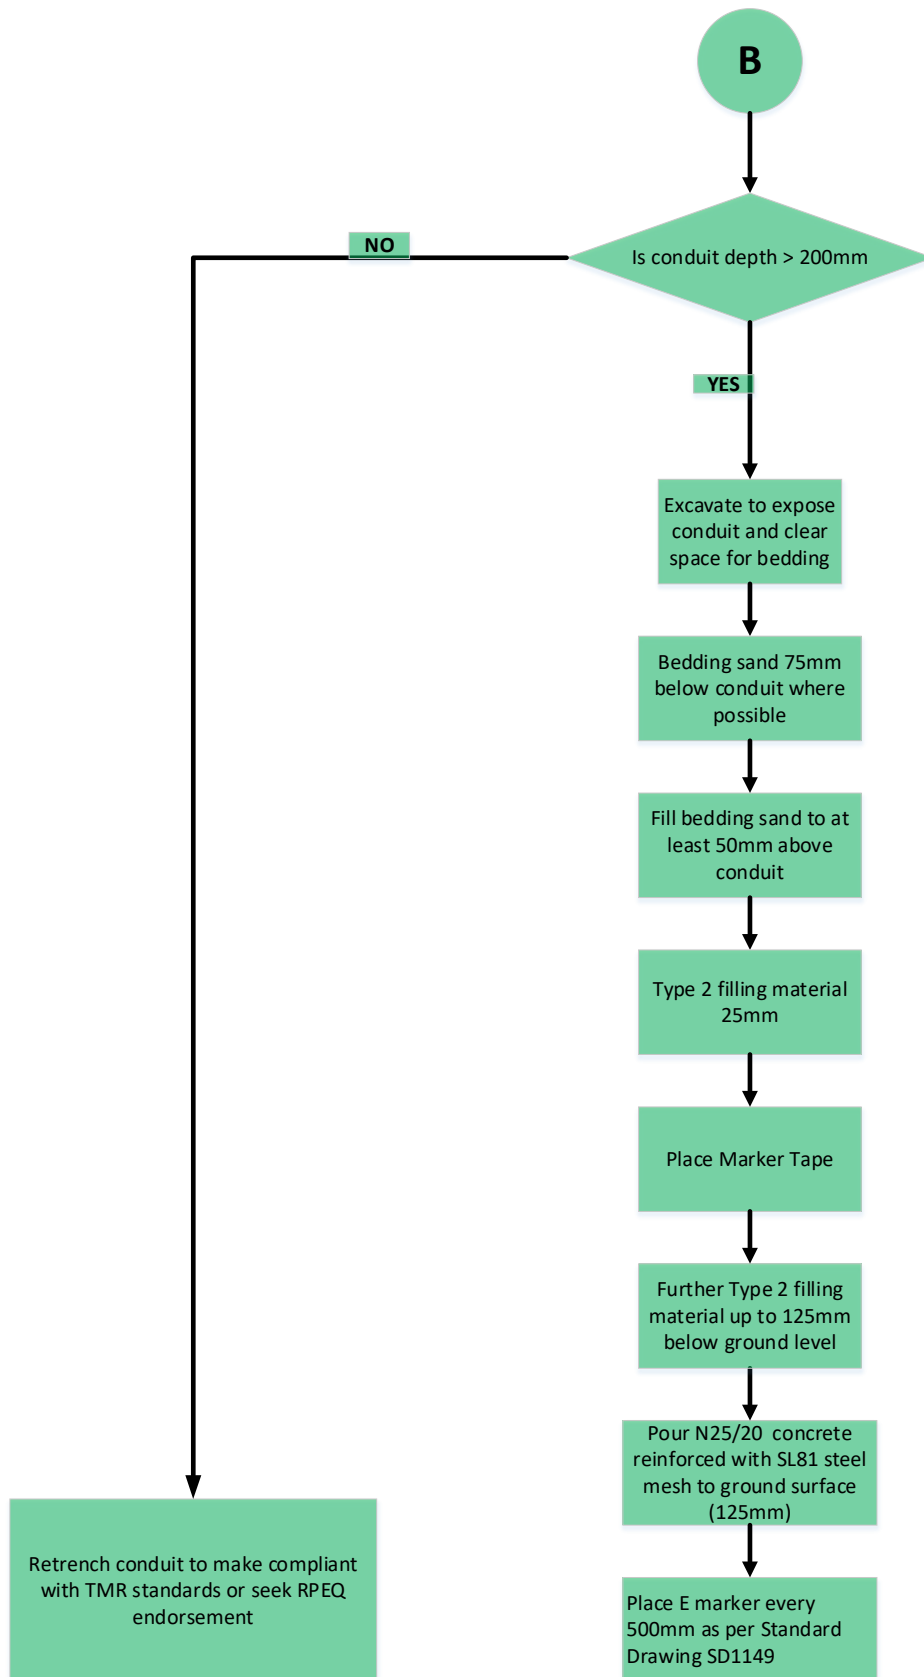 B
Is conduit depth > 200mm
NO
YES
Excavate to expose
conduit and clear
space for bedding
Bedding sand 75mm
below conduit where
possible
Fill bedding sand to at
least 50mm above
conduit
Type 2 filling material
25mm
Place Marker Tape
Further Type 2 filling
material up to 125mm
below ground level
Pour N25/20 concrete
reinforced with SL81 steel
mesh to ground surface
(125mm)
Retrench conduit to make compliant
with TMR standards or seek RPEQ
endorsement
Place E marker every
500mm as per Standard
Drawing SD1149